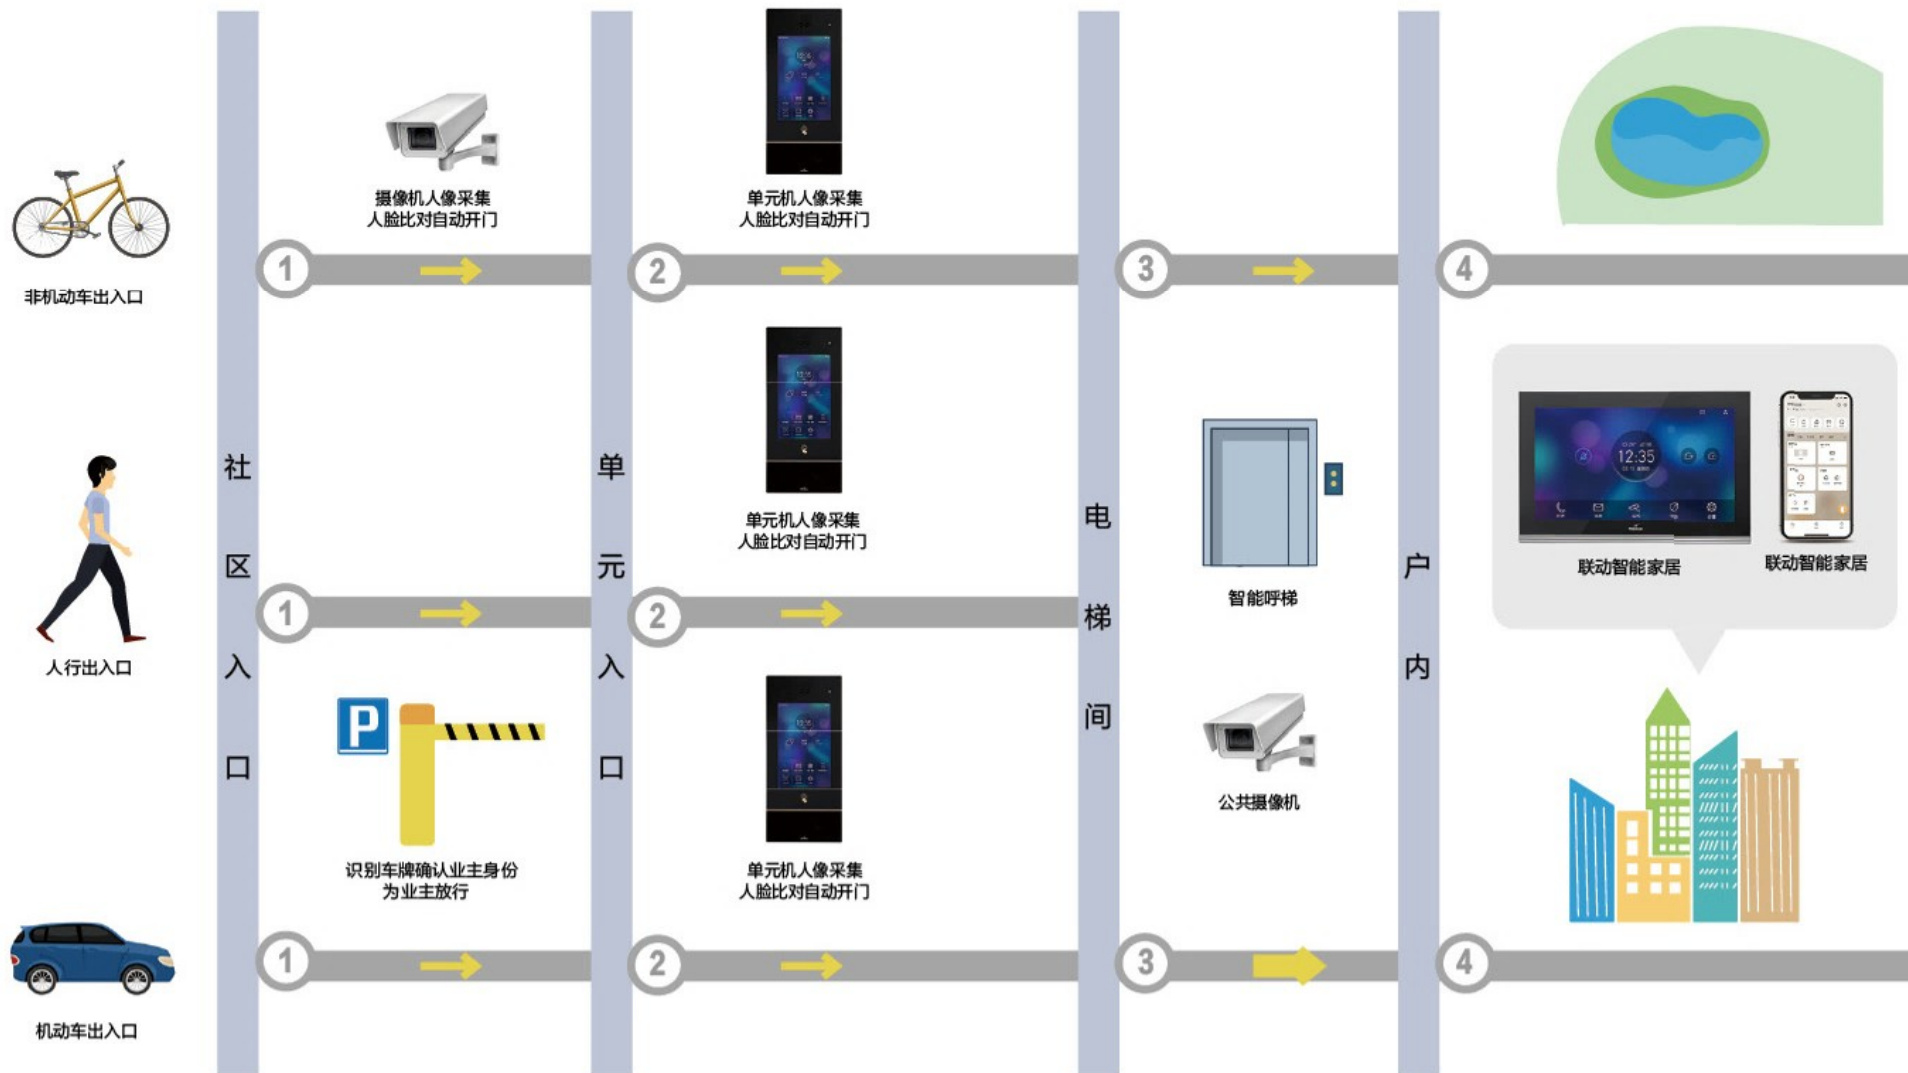 摄像机人像采集
人脸比对自动开门
单元机人像采集
人脸比对自动开门
非机动车出入口
1
2
3
4
社区入口
单元入口
电梯间
户内
单元机人像采集
人脸比对自动开门
智能呼梯
12:35
联动智能家居
联动智能家居
人行出入口
1
2
P
识别车牌确认业主身份
为业主放行
单元机人像采集
人脸比对自动开门
公共摄像机
机动车出入口
1
2
3
4